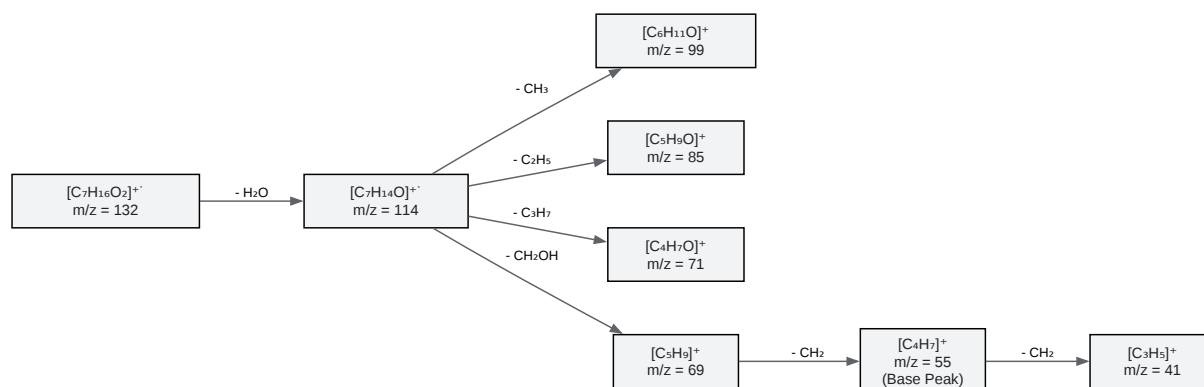 [C₆H₁₁O]⁺
m/z = 99
- CH₃
[C₅H₉O]⁺
m/z = 85
- C₂H₅
[C₇H₁₆O₂]⁺˙
m/z = 132
- H₂O
[C₇H₁₄O]⁺˙
m/z = 114
- C₃H₇
[C₄H₇O]⁺
m/z = 71
- CH₂OH
[C₅H₉]⁺
m/z = 69
- CH₂
[C₄H₇]⁺
m/z = 55
(Base Peak)
- CH₂
[C₃H₅]⁺
m/z = 41